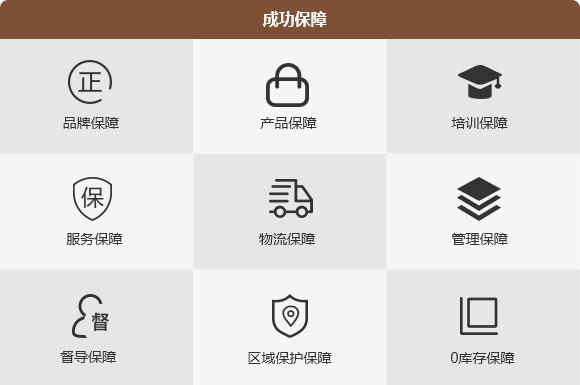 成功保障
正
品牌保障
产品保障
培训保障
保
服务保障
物流保障
管理保障
督
督导保障
区域保护保障
0库存保障